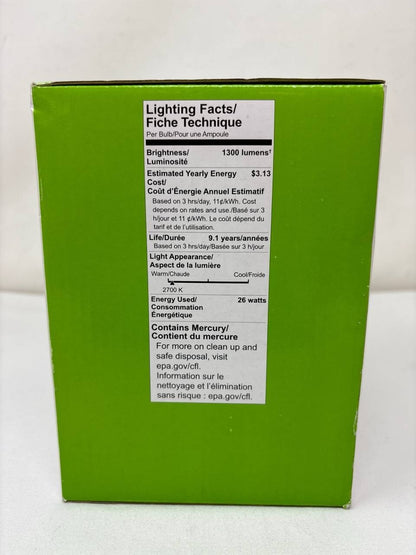 Lighting Facts/
Fiche Technique
Per Bulb/Pour une Ampoule
Brightness/ 1300 lumens†
Luminosité
Estimated Yearly Energy $3.13
Cost/
Coût d'Énergie Annuel Estimatif
Based on 3 hrs/day, 11¢/kWh. Cost
depends on rates and use./Basé sur 3
h/jour et 11 ¢/kWh. Le coût dépend du
tarif et de l'utilisation.
Life/Durée 9.1 years/années
Based on 3 hrs/day/Basée sur 3 h/jour
Light Appearance/
Aspect de la lumière
Warm/Chaude Cool/Froide
2700 K
Energy Used/ 26 watts
Consommation
Énergétique
Contains Mercury/
Contient du mercure
For more on clean up and
safe disposal, visit
epa.gov/cfl.
Information sur le
nettoyage et l'élimination
sans risque : epa.gov/cfl.